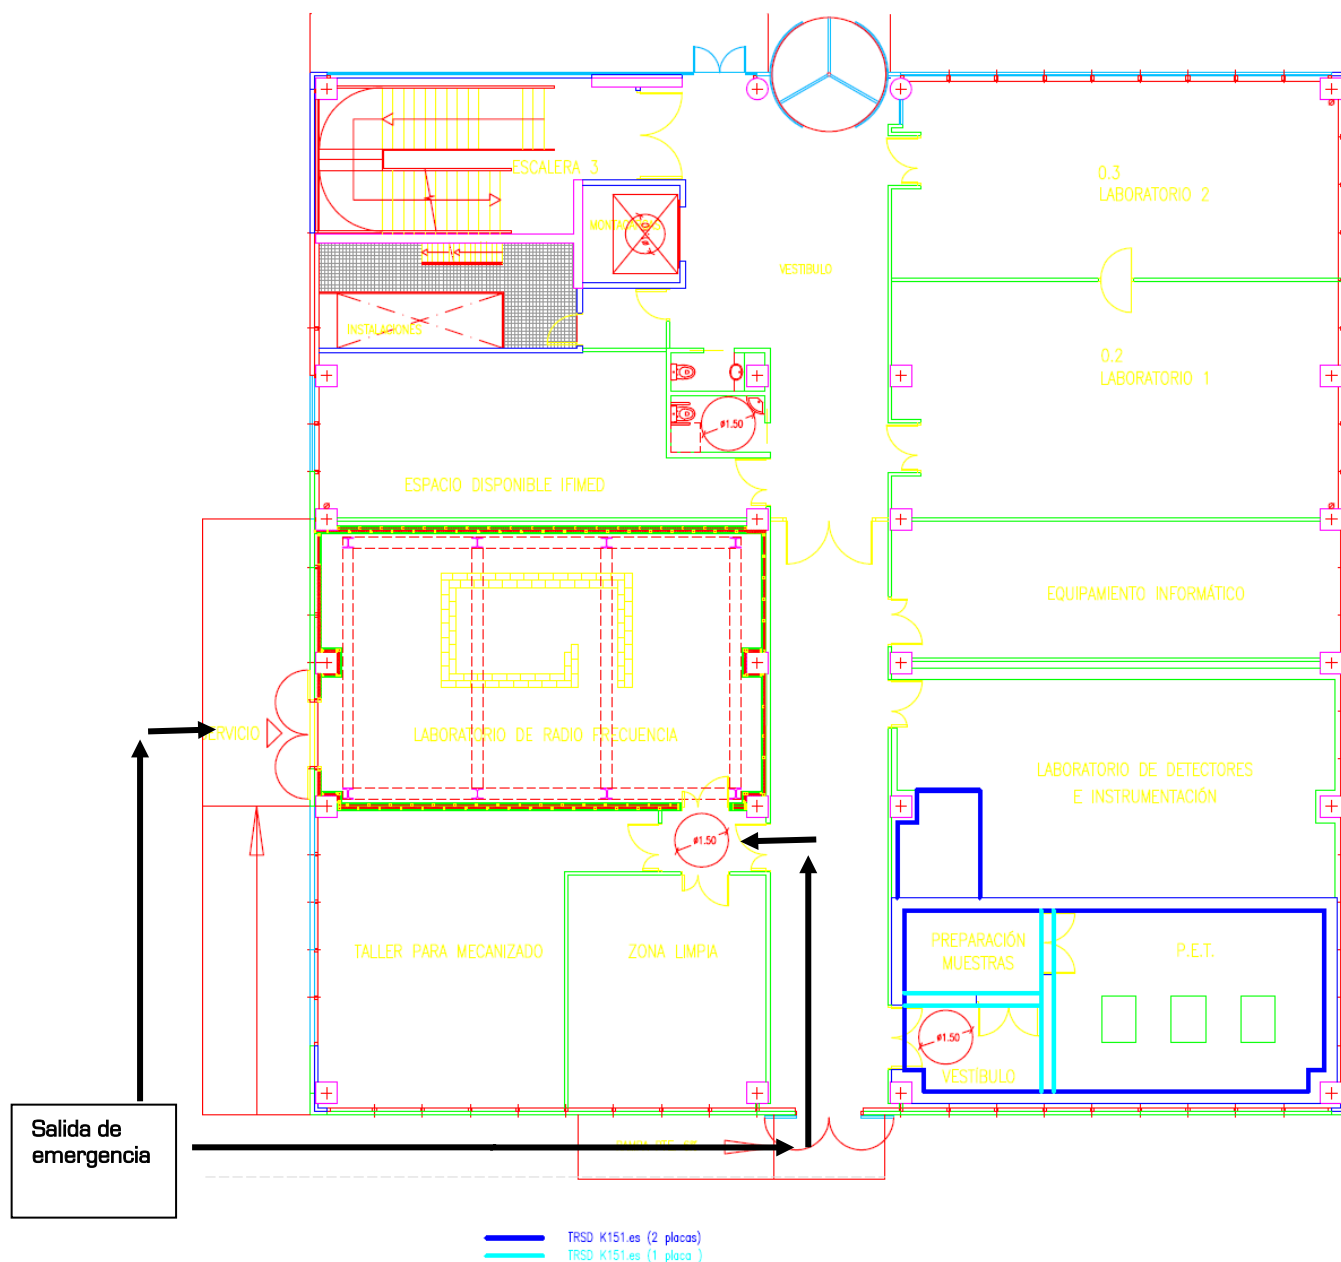 ESCALERA 3
0.3
LABORATORIO 2
VESTIBULO
INSTALACIONES
0.2
LABORATORIO 1
ø1.50
ESPACIO DISPONIBLE IFIMED
EQUIPAMIENTO INFORMÁTICO
LABORATORIO DE RADIO FRECUENCIA
LABORATORIO DE DETECTORES
E INSTRUMENTACIÓN
ø1.50
TALLER PARA MECANIZADO
ZONA LIMPIA
PREPARACIÓN
MUESTRAS
P.E.T.
ø1.50
VESTÍBULO
Salida de
emergencia
TRSD K151.es (2 placas)
TRSD K151.es (1 placa )